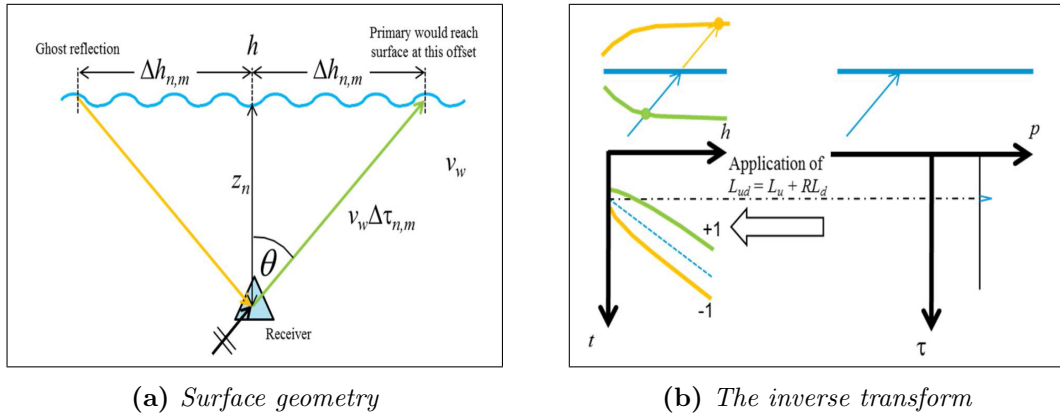 Ghost reflection
h
Primary would reach
surface at this offset
Δh_{n,m}
Δh_{n,m}
z_n
v_w
v_wΔτ_{n,m}
θ
Receiver
(a) Surface geometry
h
p
Application of
L_{ud} = L_u + RL_d
+1
-1
t
τ
(b) The inverse transform